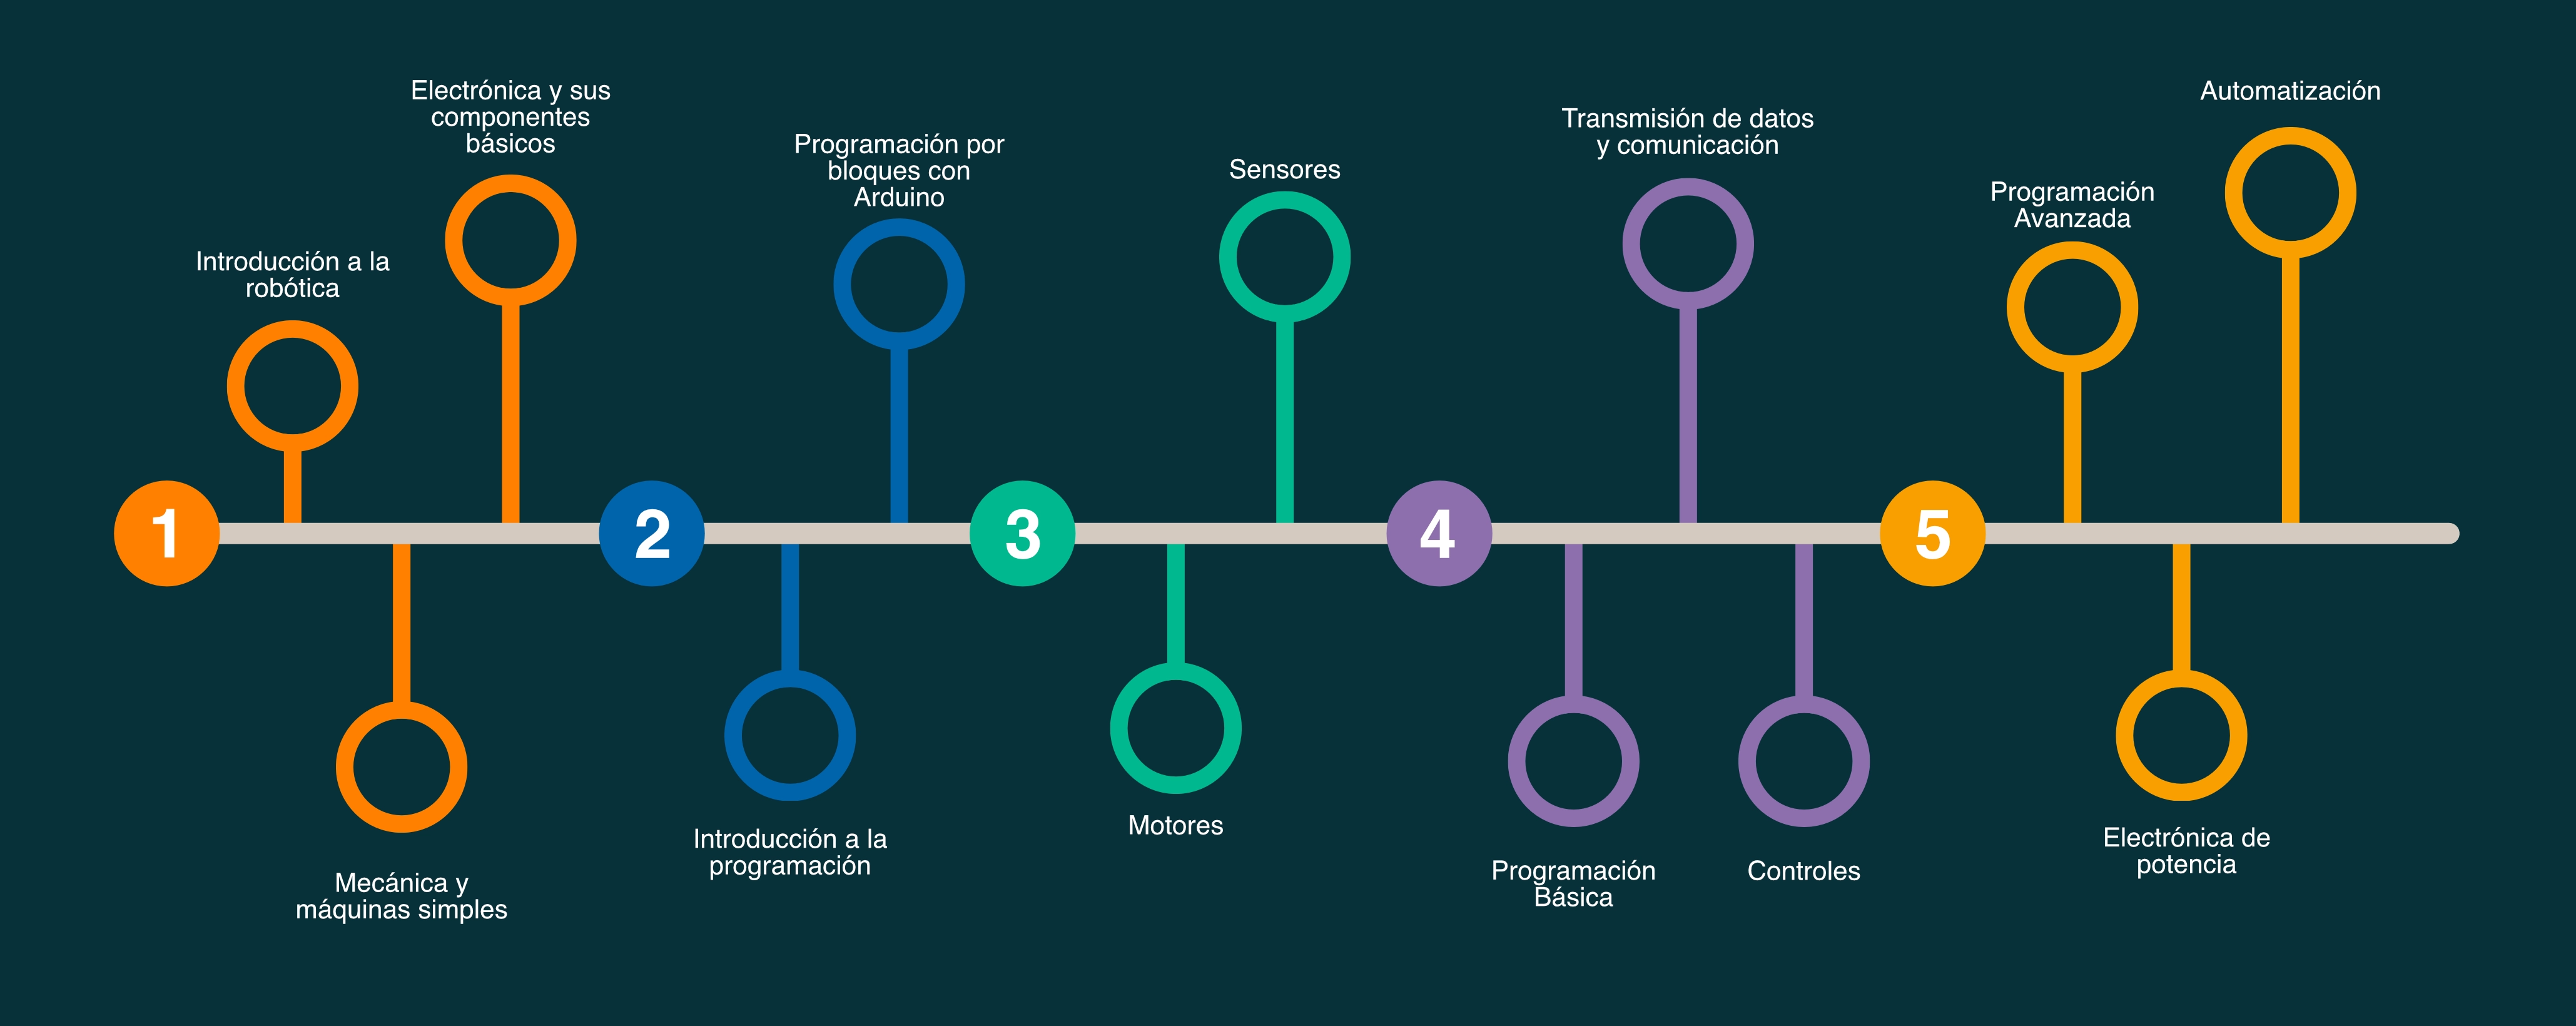 1
Introducción a la
robótica
Mecánica y
máquinas simples
Electrónica y sus
componentes
básicos
2
Introducción a la
programación
Programación por
bloques con
Arduino
3
Motores
Sensores
4
Programación
Básica
Transmisión de datos
y comunicación
Controles
5
Programación
Avanzada
Electrónica de
potencia
Automatización